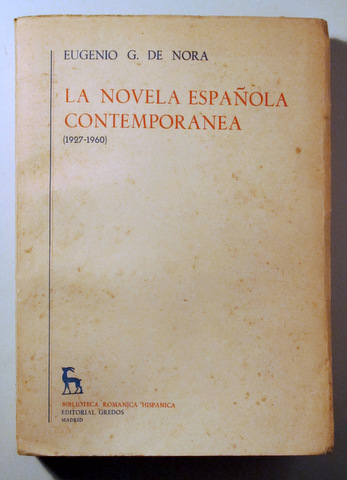 EUGENIO G. DE NORA
LA NOVELA ESPAÑOLA
CONTEMPORANEA
(1927-1960)
BIBLIOTECA ROMANICA HISPANICA
EDITORIAL GREDOS
MADRID